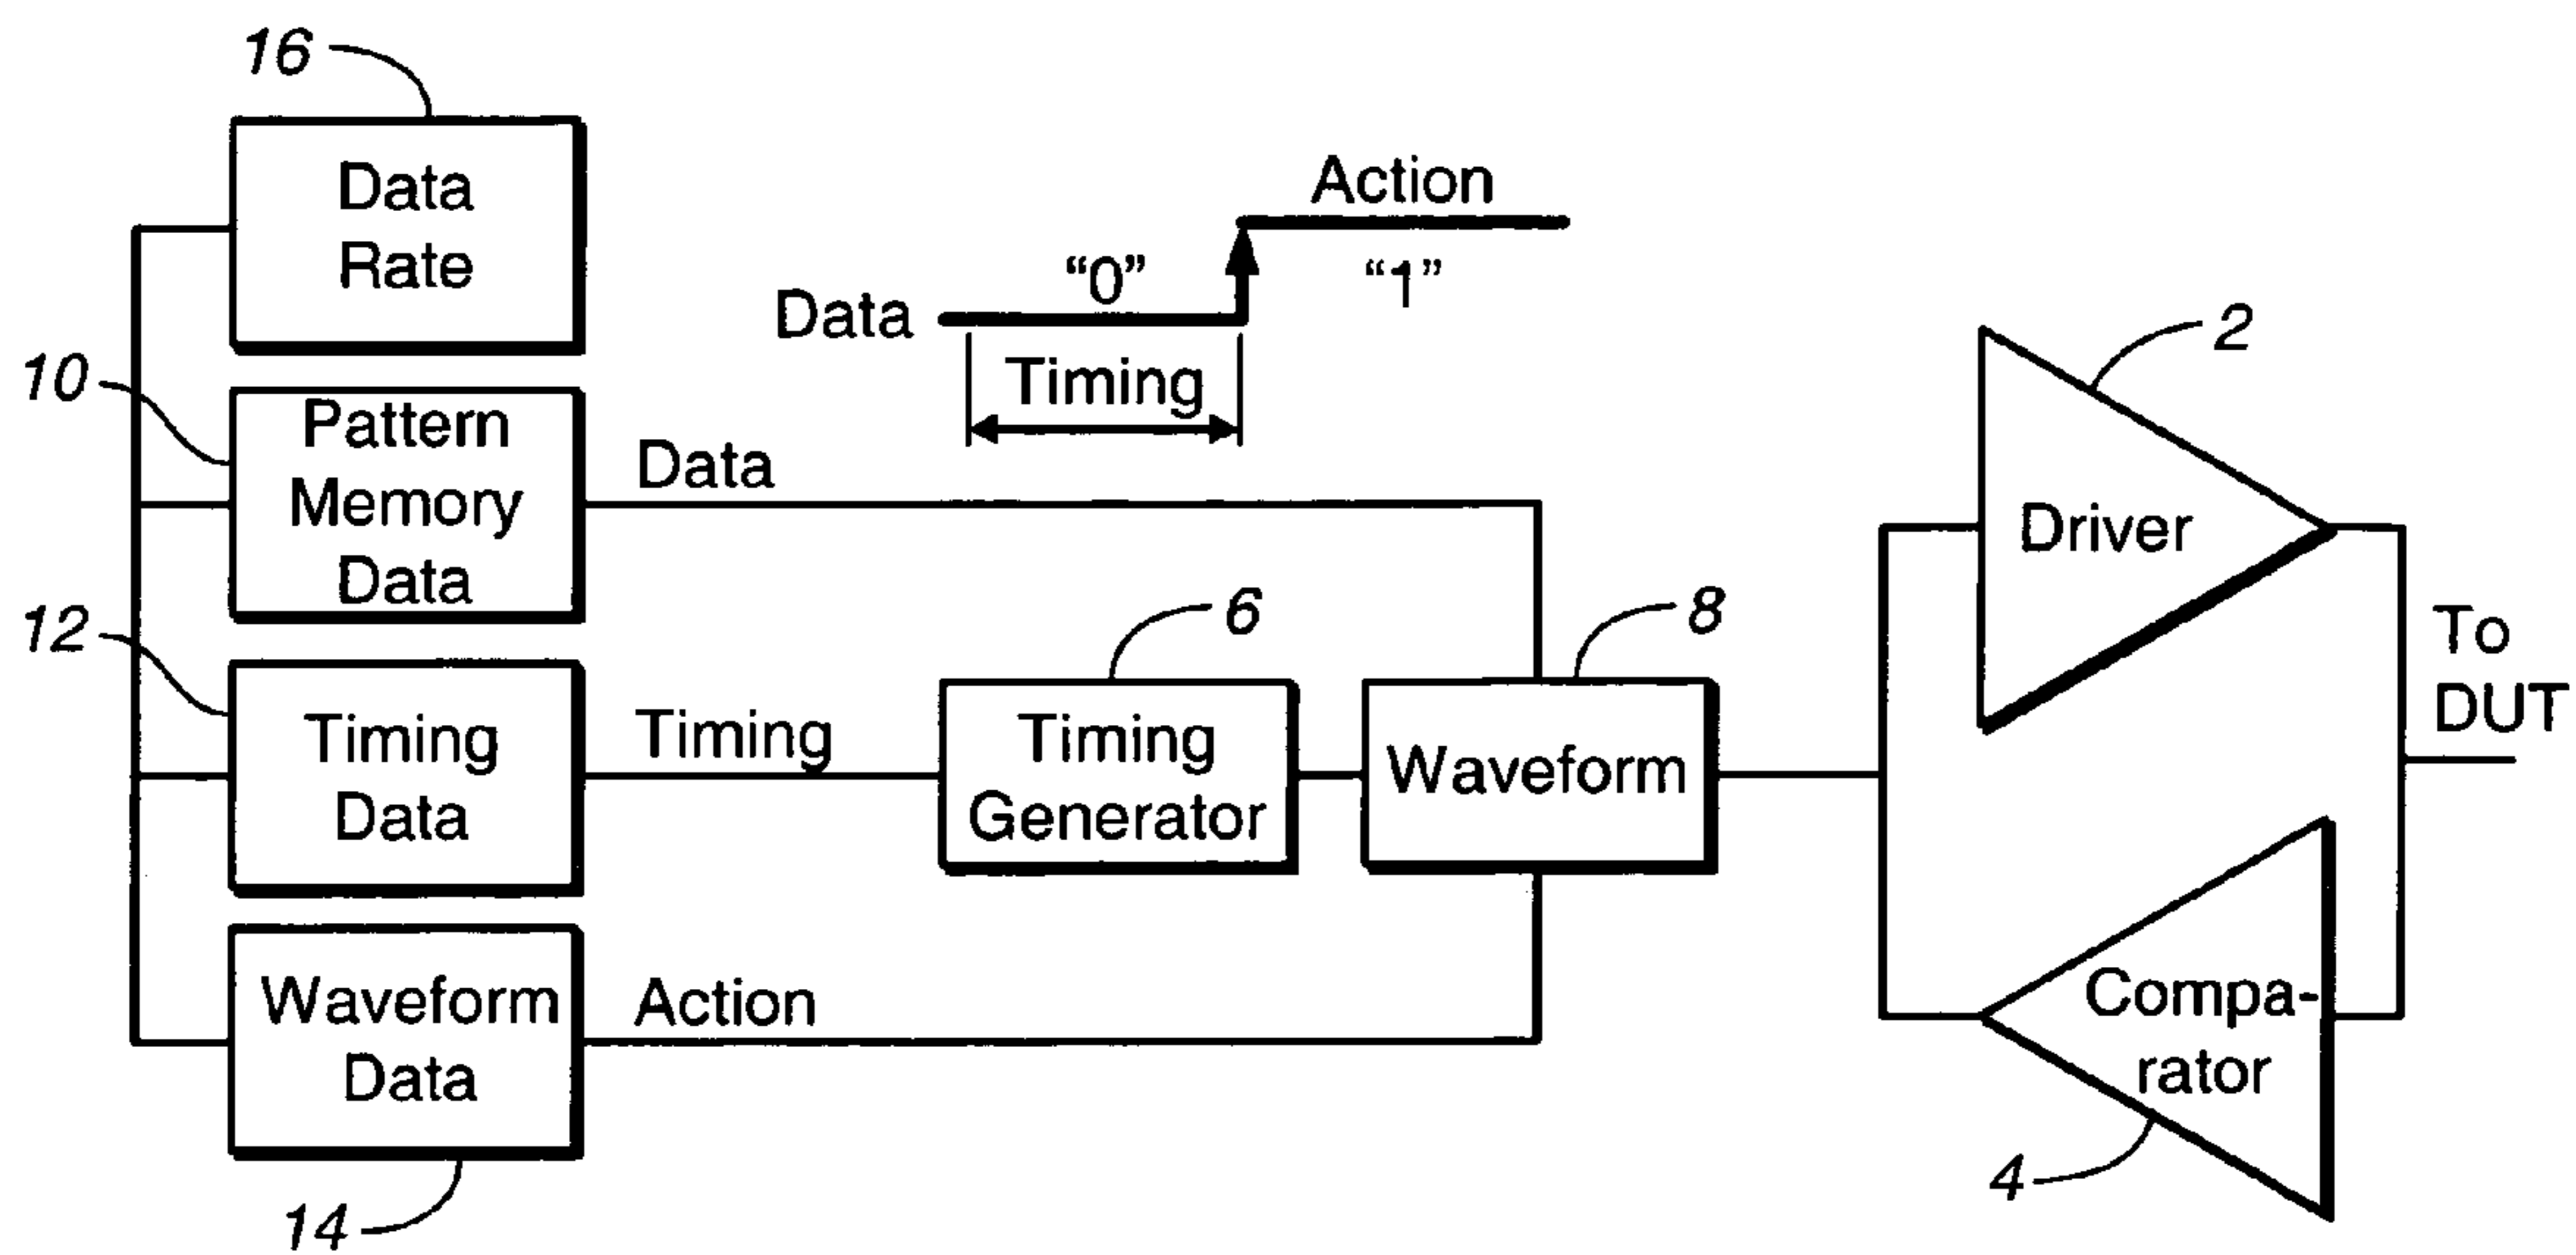 16
Data
Rate
Action
"0"
"1"
Data
Timing
2
10
Pattern
Memory
Data
Data
Driver
12
6
8
To
DUT
Timing
Data
Timing
Timing
Generator
Waveform
Waveform
Data
Action
Compa-
rator
14
4